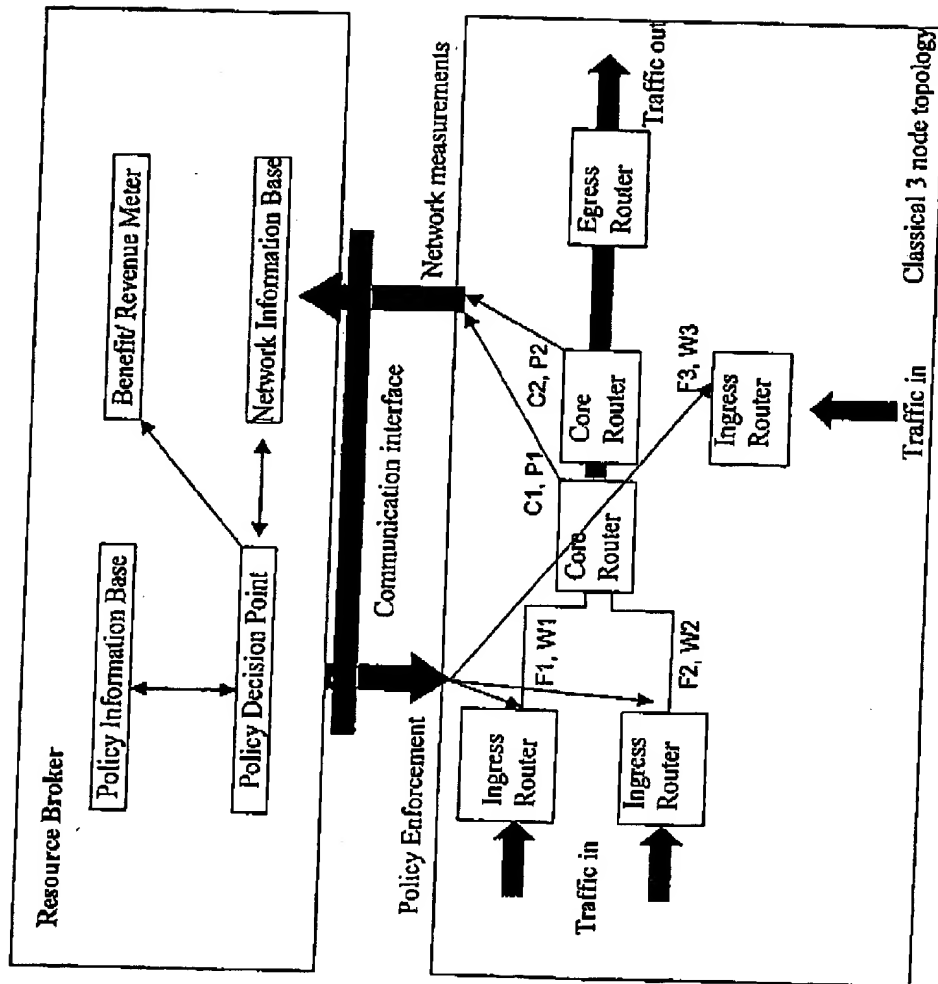 Resource Broker
Policy Information Base
Benefit/ Revenue Meter
Policy Decision Point
Network Information Base
Communication interface
Policy Enforcement
Network measurements
Ingress
Router
F1, W1
Traffic in
Ingress
Router
F2, W2
C1, P1
Core
Router
C2, P2
Core
Router
Egress
Router
Traffic out
F3, W3
Ingress
Router
Traffic in
Classical 3 node topology